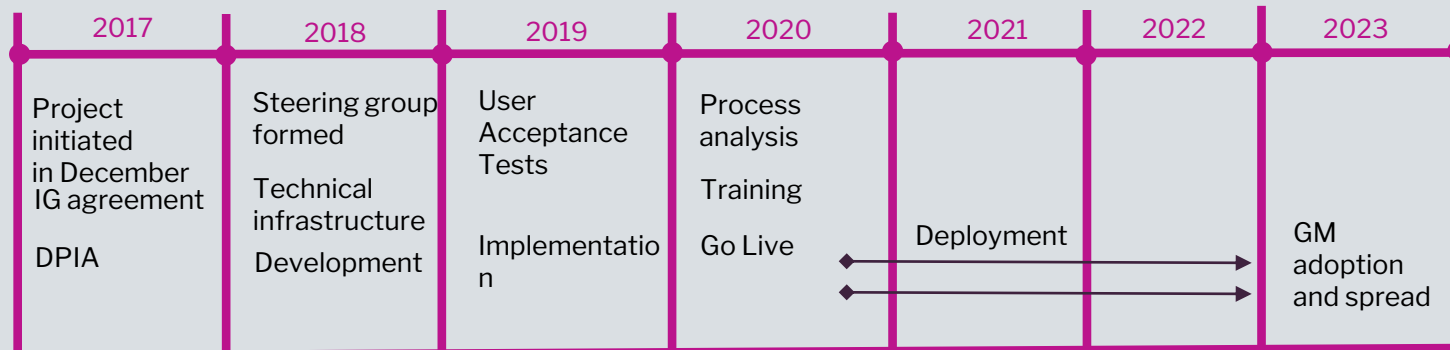 2017
2018
2019
2020
2021
2022
2023
Project
initiated
in December
IG agreement
DPIA
Steering group
formed
Technical
infrastructure
Development
User
Acceptance
Tests
Implementatio
n
Process
analysis
Training
Go Live
Deployment
GM
adoption
and spread